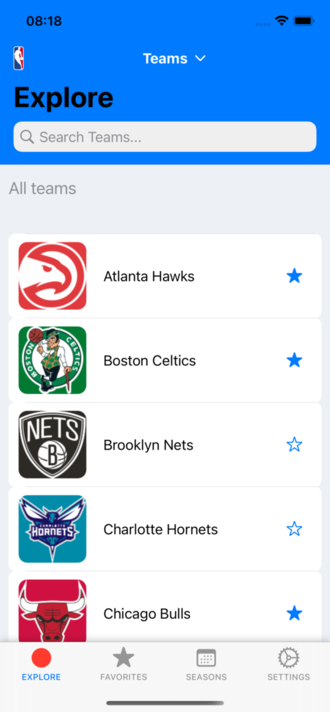 08:18
Teams
Explore
Search Teams...
All teams
Atlanta Hawks
BOSTON CELTICS
Boston Celtics
NETS
B
Brooklyn Nets
CHARLOTTE
HORNETS
Charlotte Hornets
Chicago Bulls
EXPLORE
FAVORITES
SEASONS
SETTINGS